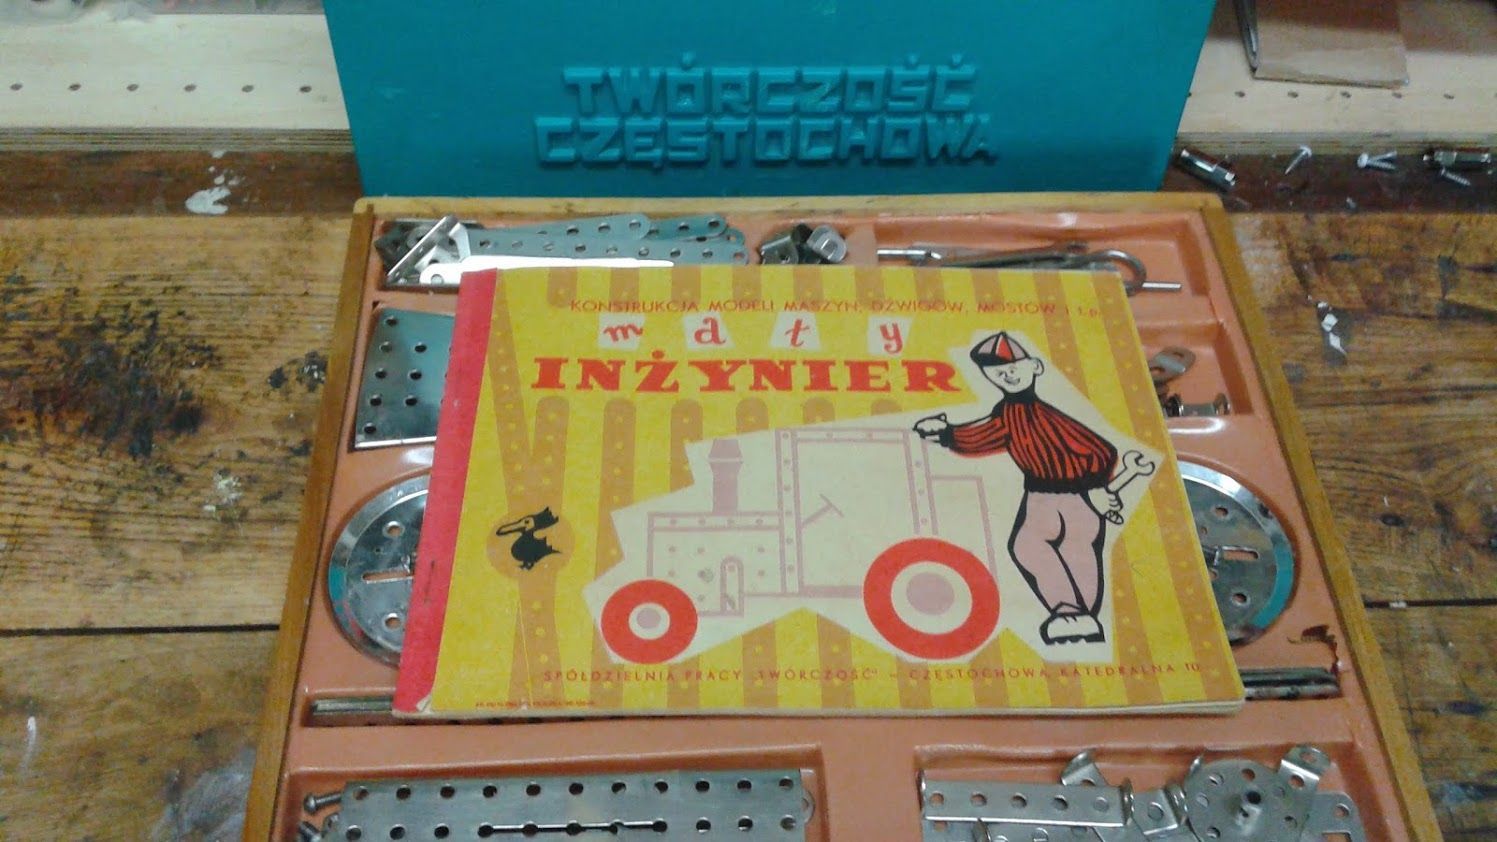 TWÓRCZOŚĆ
CZĘSTOCHOWA
KONSTRUKCJA MODELI MASZYN, DŹWIGÓW, MOSTÓW i t.p.
mały
INŻYNIER
SPÓŁDZIELNIA PRACY „TWÓRCZOŚĆ" - CZĘSTOCHOWA, KATEDRALNA 10